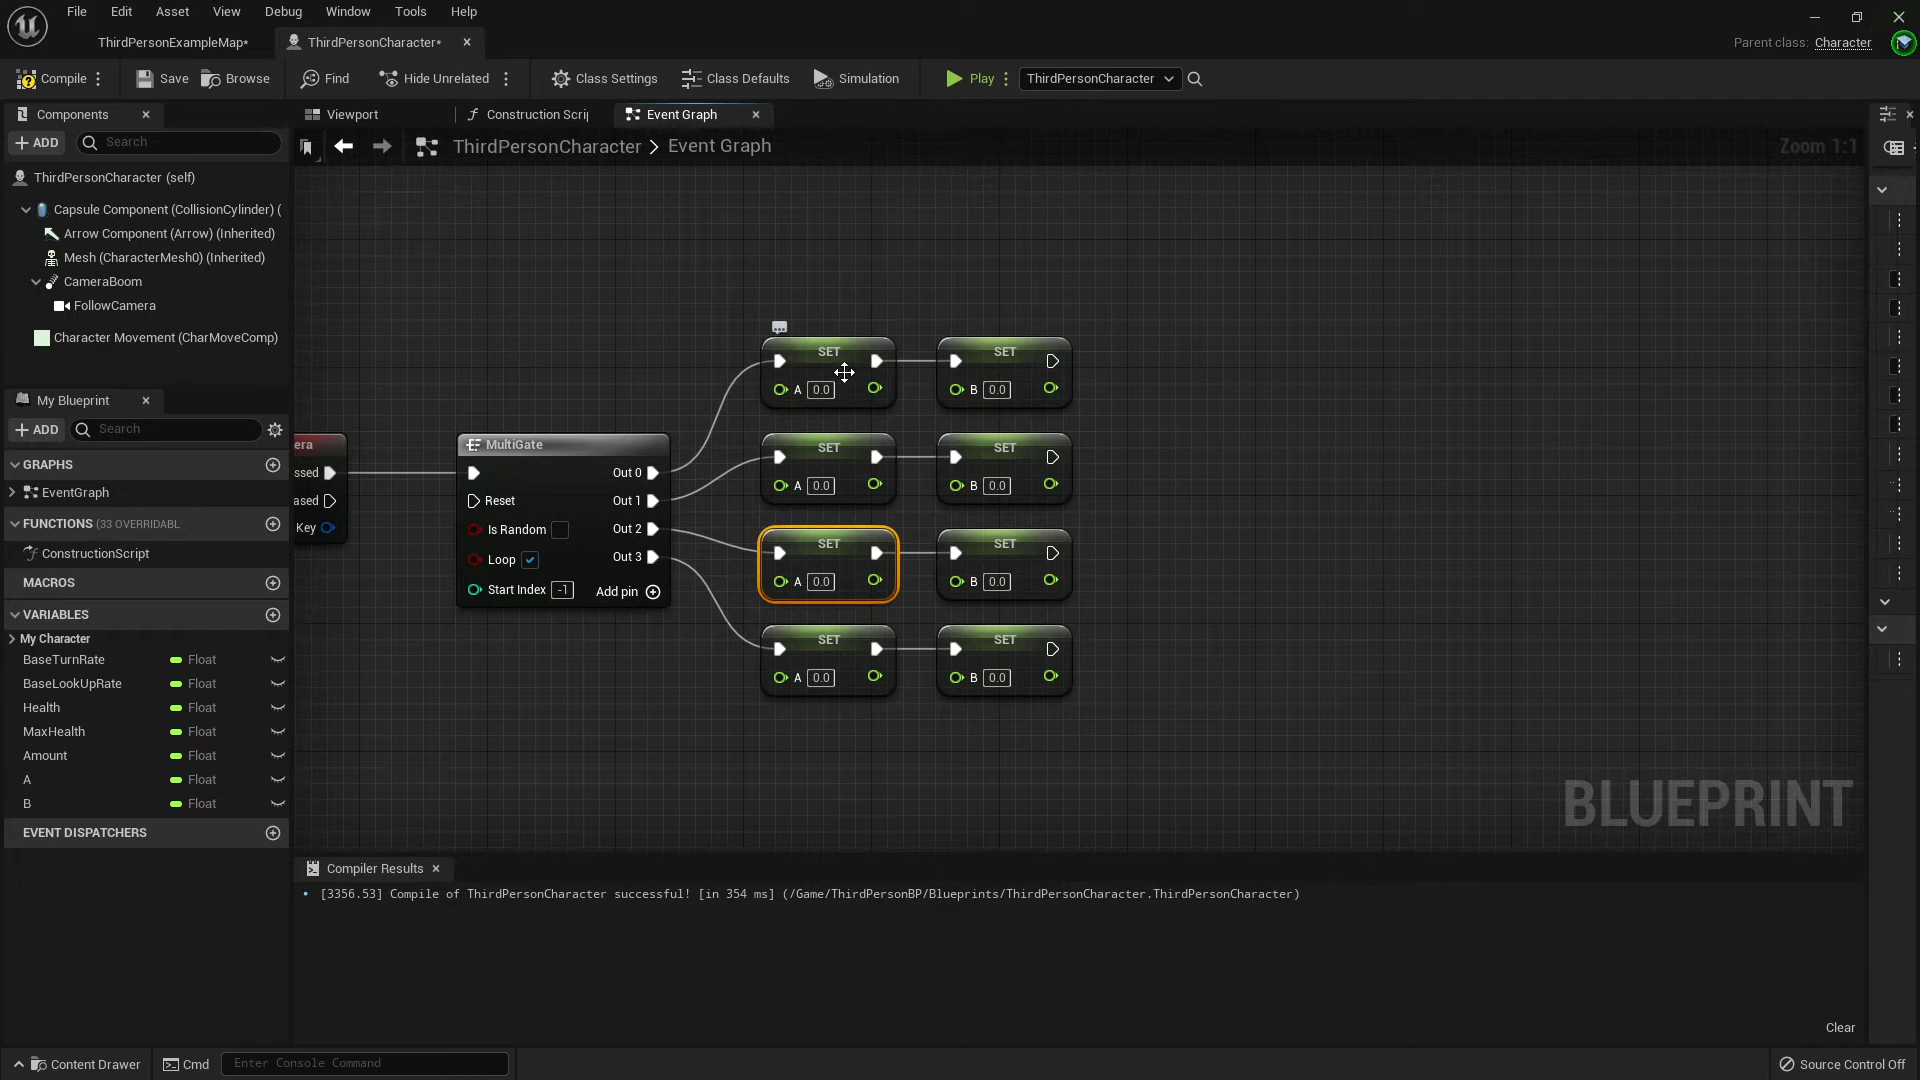 File Edit Asset View Debug Window Tools Help
ThirdPersonExampleMap*
ThirdPersonCharacter*
Parent class: Character
Compile
Save
Browse
Find
Hide Unrelated
Class Settings
Class Defaults
Simulation
Play
ThirdPersonCharacter
Components
Viewport
Construction Scri
Event Graph
ADD
Search
ThirdPersonCharacter > Event Graph
Zoom 1:1
ThirdPersonCharacter (self)
Capsule Component (CollisionCylinder) (
Arrow Component (Arrow) (Inherited)
Mesh (CharacterMesh0) (Inherited)
CameraBoom
FollowCamera
Character Movement (CharMoveComp)
My Blueprint
ADD
Search
GRAPHS
EventGraph
FUNCTIONS (33 OVERRIDABL
ConstructionScript
MACROS
VARIABLES
My Character
BaseTurnRate Float
BaseLookUpRate Float
Health Float
MaxHealth Float
Amount Float
A Float
B Float
EVENT DISPATCHERS
era
ssed
ased
Key
MultiGate
Out 0
Reset Out 1
Is Random Out 2
Loop Out 3
Start Index -1 Add pin
SET
A 0.0
SET
B 0.0
SET
A 0.0
SET
B 0.0
SET
A 0.0
SET
B 0.0
SET
A 0.0
SET
B 0.0
BLUEPRINT
Compiler Results
[3356.53] Compile of ThirdPersonCharacter successful! [in 354 ms] (/Game/ThirdPersonBP/Blueprints/ThirdPersonCharacter.ThirdPersonCharacter)
Clear
Content Drawer
Cmd
Enter Console Command
Source Control Off